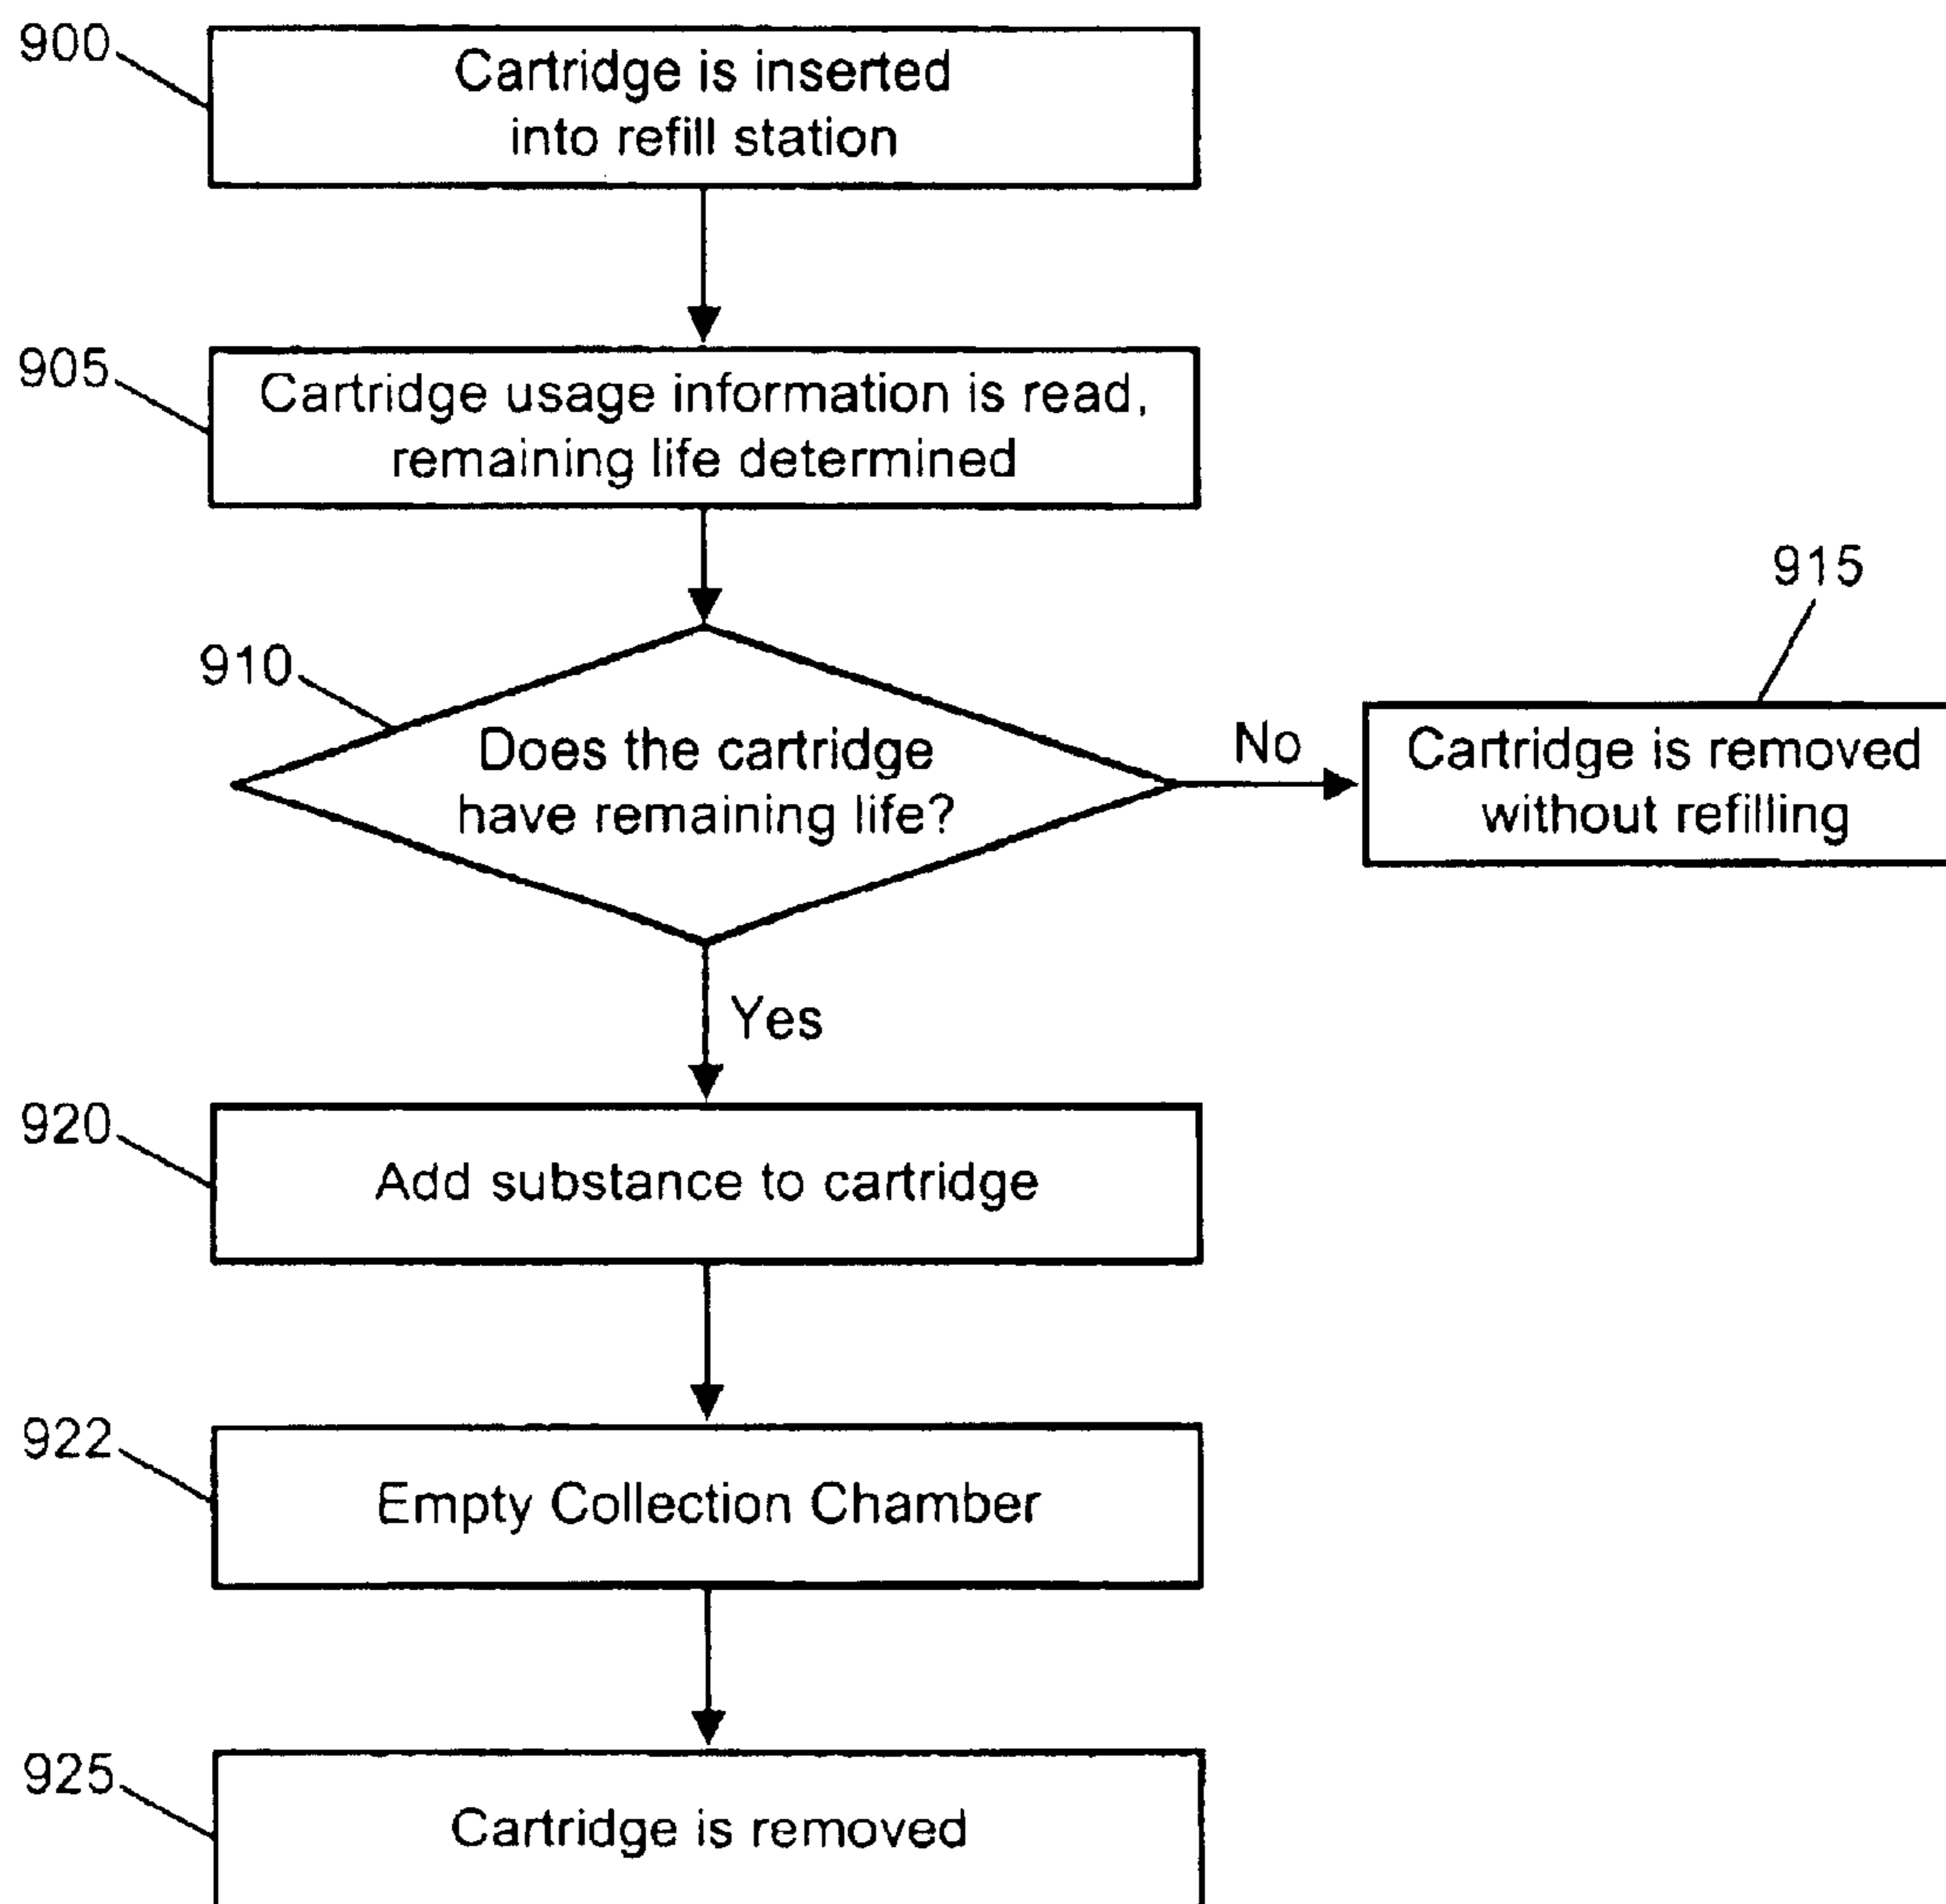 900
Cartridge is inserted
into refill station
905
Cartridge usage information is read,
remaining life determined
915
910
Does the cartridge
have remaining life?
No
Cartridge is removed
without refilling
Yes
920
Add substance to cartridge
922
Empty Collection Chamber
925
Cartridge is removed